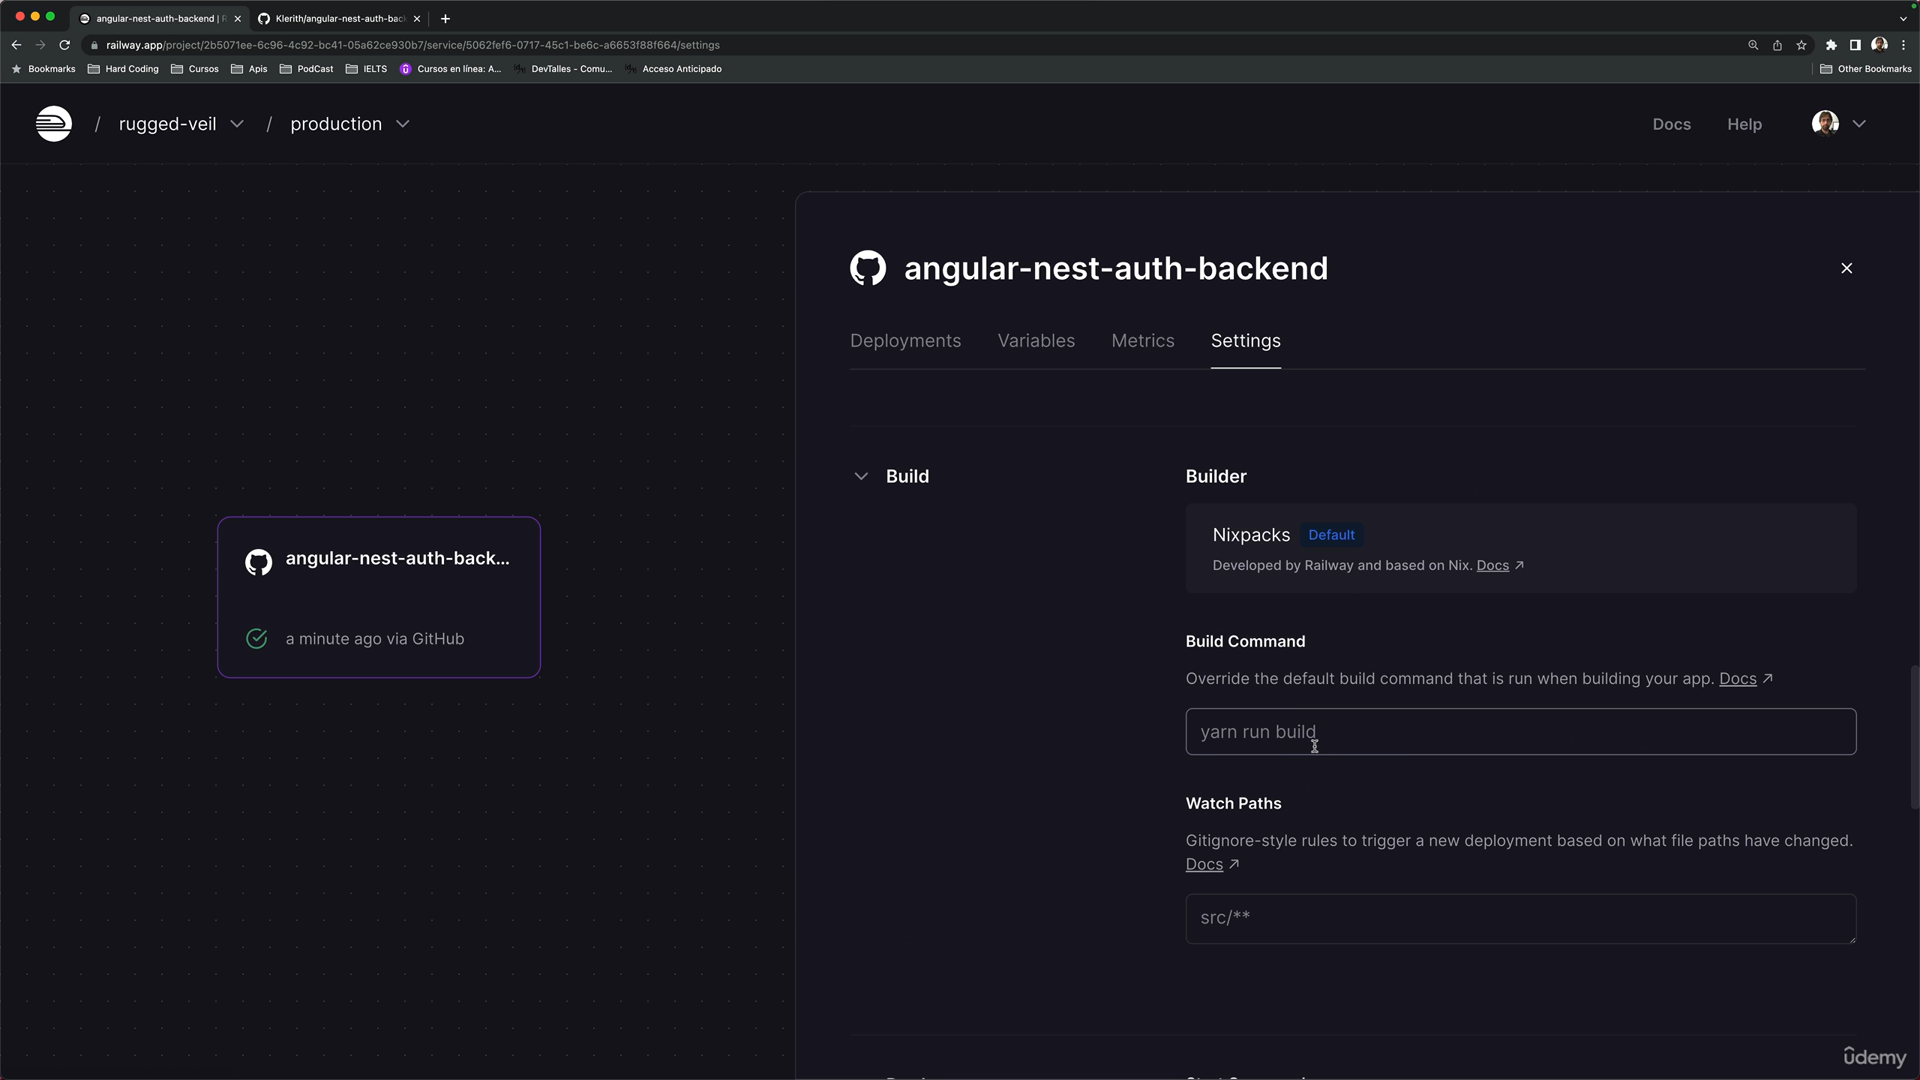 angular-nest-auth-backend | R
Klerith/angular-nest-auth-bac
railway.app/project/2b5071ee-6c96-4c92-bc41-05a62ce930b7/service/5062fef6-0717-45c1-be6c-a6653f88f664/settings
Bookmarks
Hard Coding
Cursos
Apis
PodCast
IELTS
Cursos en línea: A...
DevTalles - Comu...
Acceso Anticipado
Other Bookmarks
/ rugged-veil / production
Docs
Help
angular-nest-auth-back...
a minute ago via GitHub
angular-nest-auth-backend
Deployments
Variables
Metrics
Settings
Build
Builder
Nixpacks Default
Developed by Railway and based on Nix. Docs ↗
Build Command
Override the default build command that is run when building your app. Docs ↗
yarn run build
Watch Paths
Gitignore-style rules to trigger a new deployment based on what file paths have changed.
Docs ↗
src/**
ûdemy